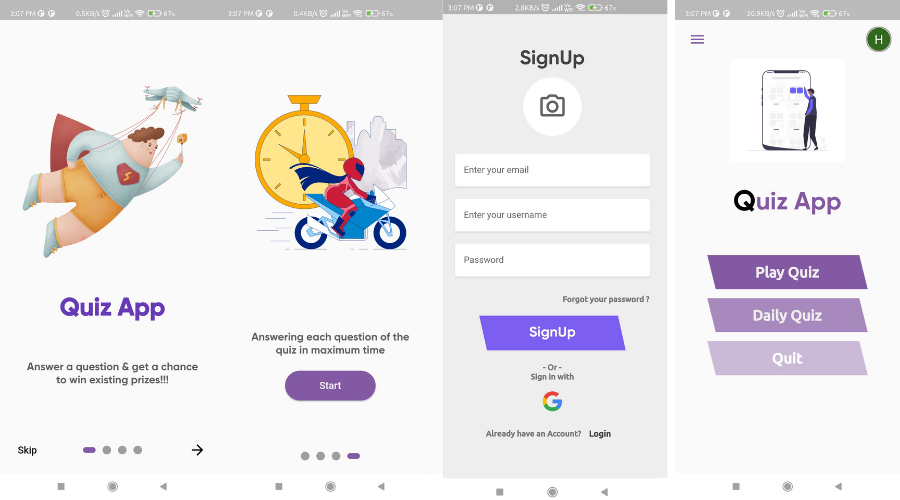 3:07 PM
0.5KB/s
67%
Quiz App
Answer a question & get a chance
to win existing prizes!!!
Skip
3:07 PM
0.4KB/s
67%
Answering each question of the
quiz in maximum time
Start
3:07 PM
2.8KB/s
67%
SignUp
Enter your email
Enter your username
Password
Forgot your password ?
SignUp
- Or -
Sign in with
G
Already have an Account? Login
3:07 PM
20.9KB/s
67%
H
Quiz App
Play Quiz
Daily Quiz
Quit